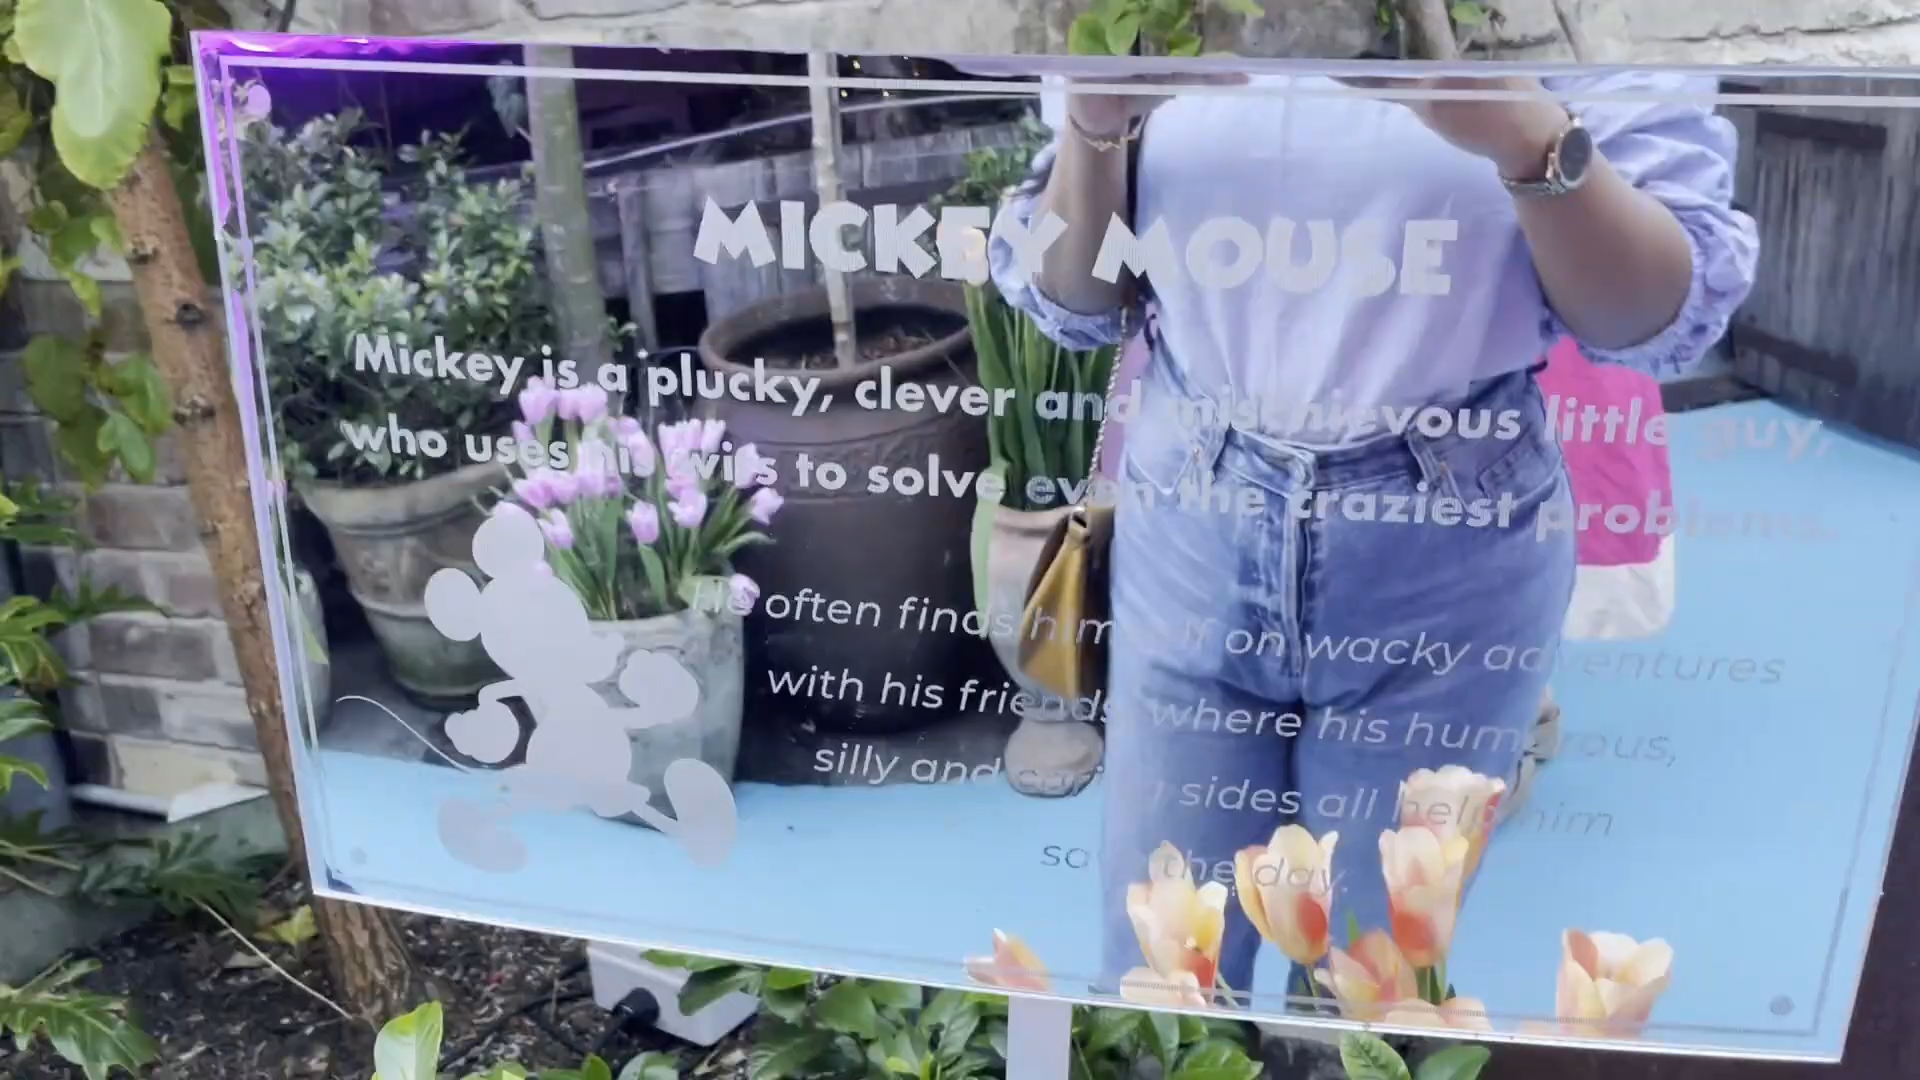 MICKEY MOUSE
Mickey is a plucky, clever and mischievous little guy,
who uses his wits to solve even the craziest problems.
He often finds himself on wacky adventures
with his friends, where his humorous,
silly and caring sides all help him
save the day.